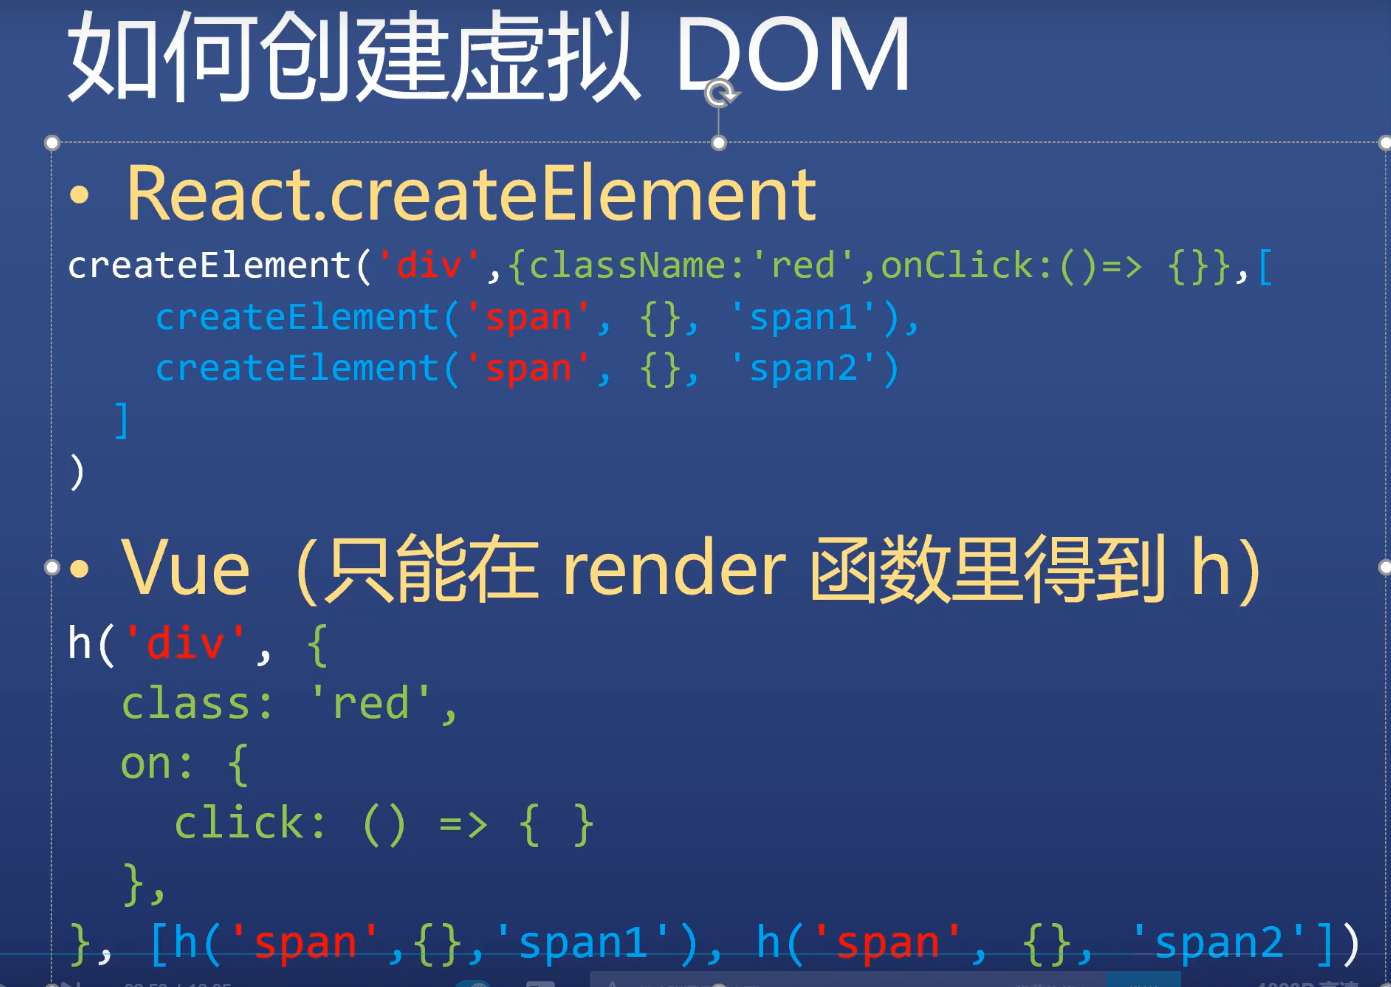 如何创建虚拟 DOM
• React.createElement
createElement('div',{className:'red',onClick:()=> {}},[
createElement('span', {}, 'span1'),
createElement('span', {}, 'span2')
]
)
• Vue（只能在 render 函数里得到 h）
h('div', {
class: 'red',
on: {
click: () => { }
},
}, [h('span',{},'span1'), h('span', {}, 'span2'])